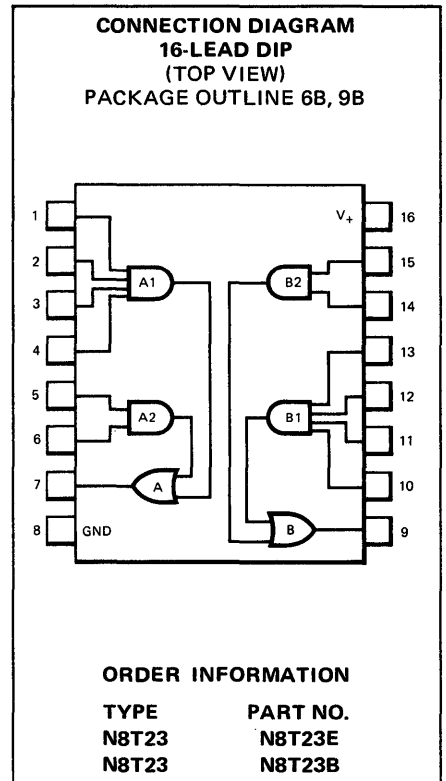 CONNECTION DIAGRAM
16-LEAD DIP
(TOP VIEW)
PACKAGE OUTLINE 6B, 9B
1
V+
16
2
A1
B2
15
3
14
4
13
5
A2
B1
12
6
11
7
A
10
8
GND
B
9
ORDER INFORMATION
TYPE PART NO.
N8T23 N8T23E
N8T23 N8T23B